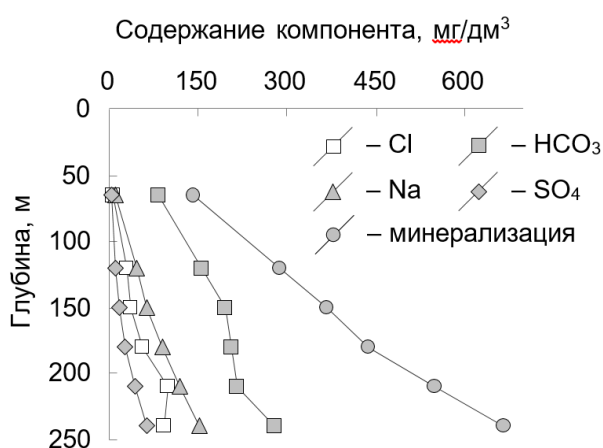 Содержание компонента, мг/дм³
0 150 300 450 600
0
50
100
150
200
250
Глубина, м
– Cl – HCO₃
– Na – SO₄
– минерализация